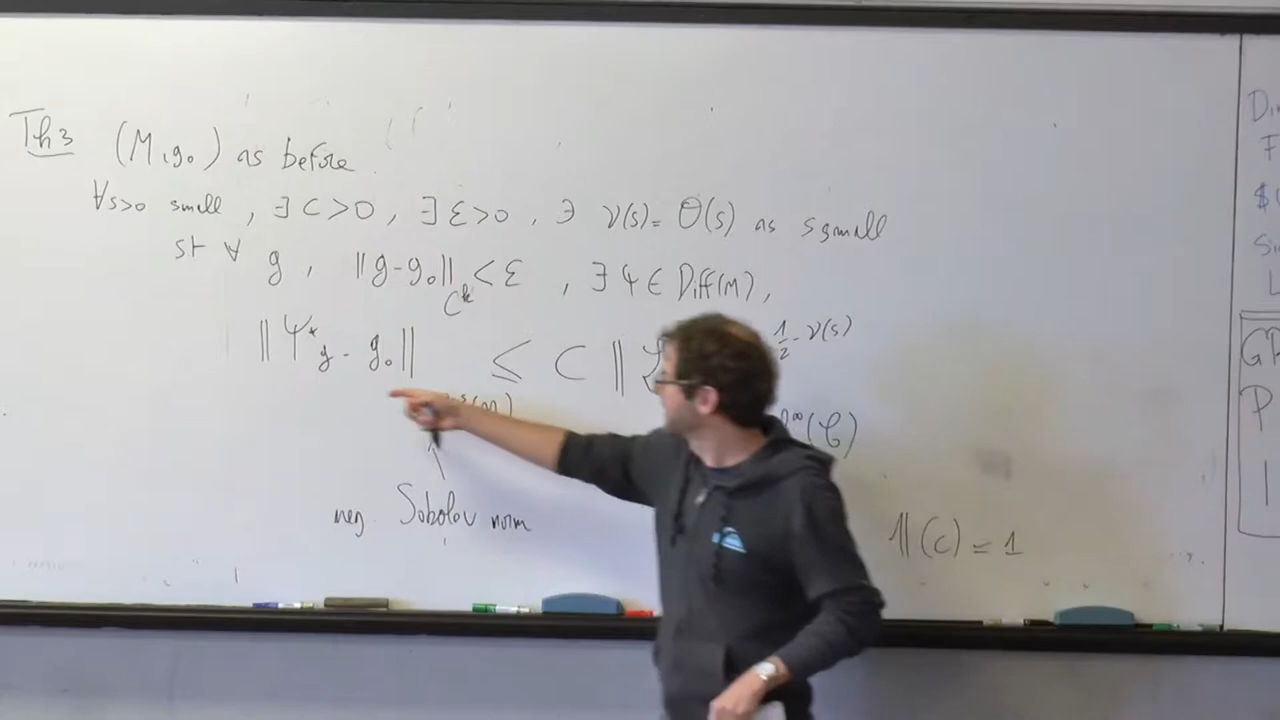 Th3 (M, g₀) as before
∀s>0 small, ∃ C>0, ∃ ε>0, ∃ ν(s)= O(s) as s small
st ∀ g, ‖g-g₀‖_{C^k} < ε, ∃ ψ ∈ Diff(M),
‖ψ*g - g₀‖ ≤ C ‖ ^{1/2 - ν(s)}
neg. Sobolev norm
𝟙(c) = 1